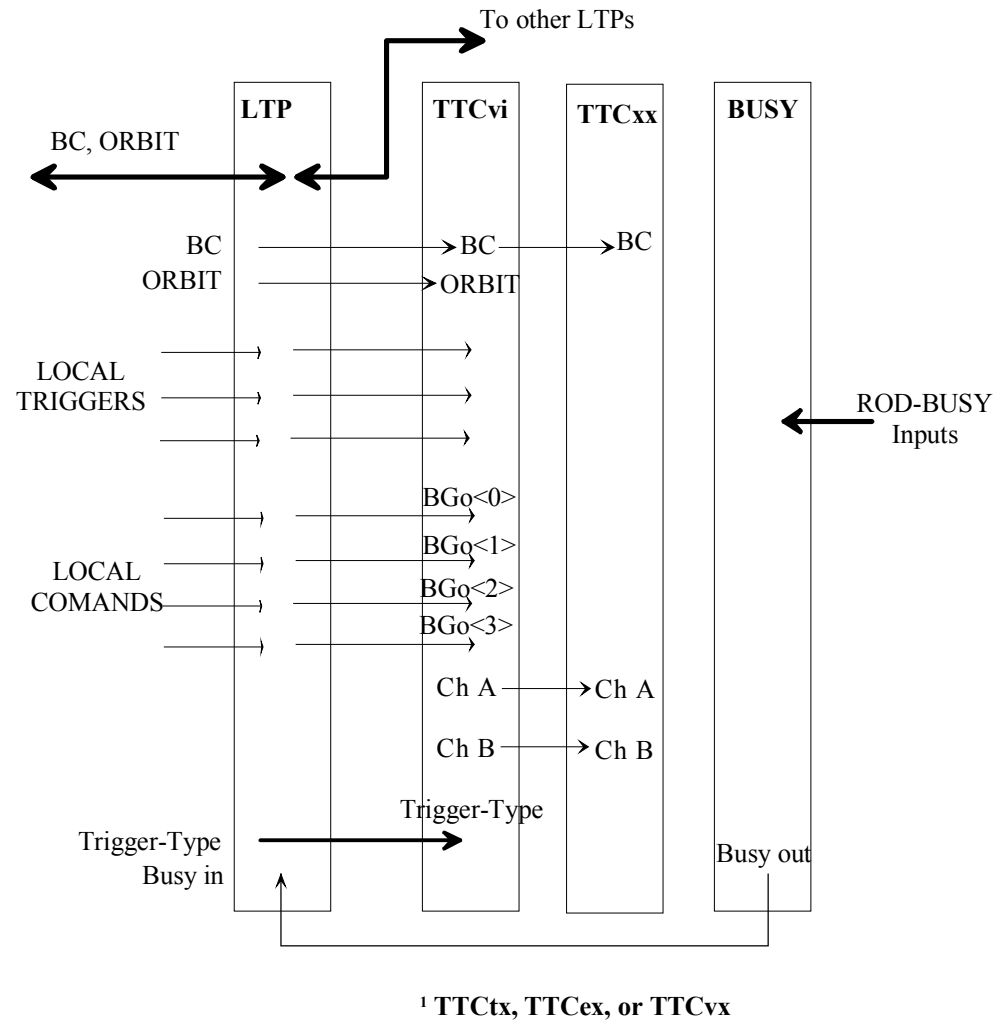 To other LTPs
LTP
TTCvi
TTCxx
BUSY
BC, ORBIT
BC
BC
BC
ORBIT
ORBIT
LOCAL
TRIGGERS
ROD-BUSY
Inputs
BGo<0>
BGo<1>
BGo<2>
BGo<3>
LOCAL
COMANDS
Ch A
Ch A
Ch B
Ch B
Trigger-Type
Trigger-Type
Busy in
Busy out
¹ TTCtx, TTCex, or TTCvx